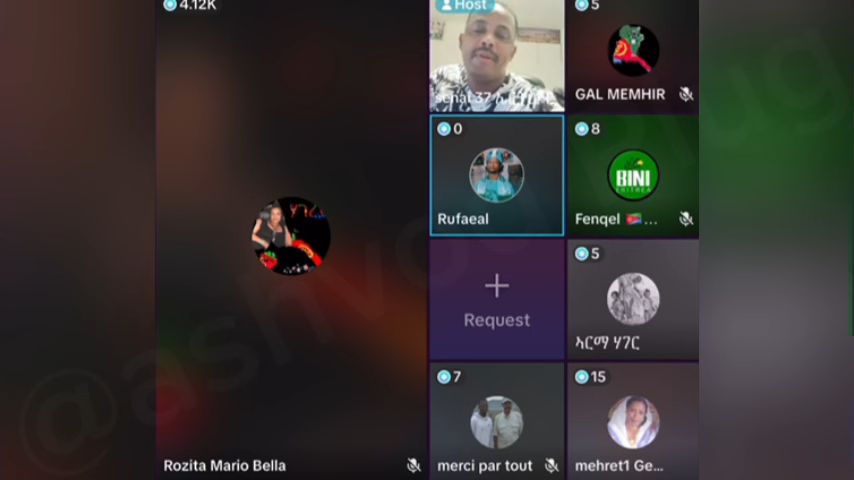 4.12K
Host
5
GAL MEMHIR
0
Rufaeal
8
BINI
ERITREA
Fenqel 🇪🇷...
Request
5
ኣርማ ሃገር
7
merci par tout
15
mehret1 Ge...
Rozita Mario Bella